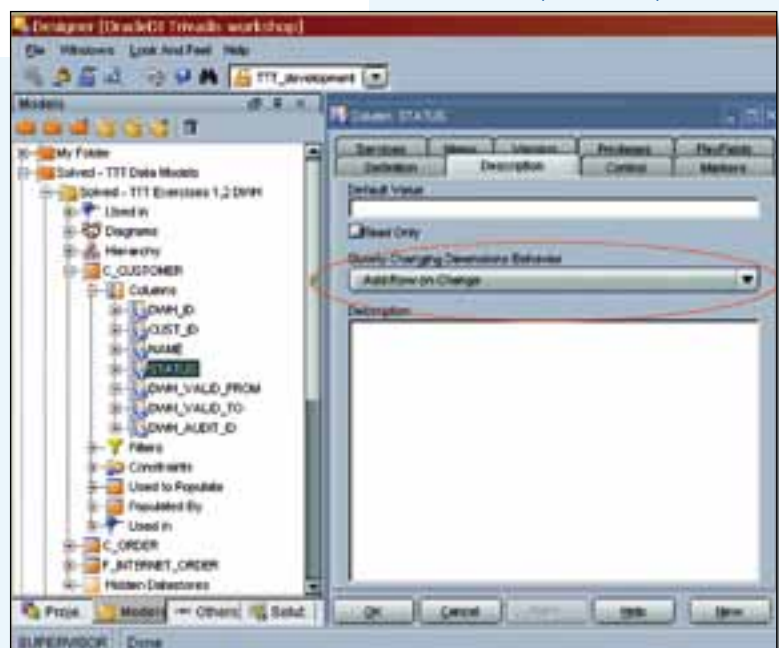 Designer [OracleDI Trivadis workshop]
File Windows Look And Feel Help
TTT_development
Models
My Folder
Solved - TTT Data Models
Solved - TTT Exercises 1,2 DWH
Used in
Diagrams
Hierarchy
C_CUSTOMER
Columns
DWH_ID
CUST_ID
NAME
STATUS
DWH_VALID_FROM
DWH_VALID_TO
DWH_AUDIT_ID
Filters
Constraints
Used to Populate
Populated By
Used in
C_ORDER
F_INTERNET_ORDER
Hidden Datastores
Models Others Solut
SUPERVISOR Done
Column: STATUS
Services Memo Version Privileges FlexFields
Definition Description Control Markers
Default Value
Read Only
Slowly Changing Dimensions Behavior
Add Row on Change
Description
OK Cancel Help New